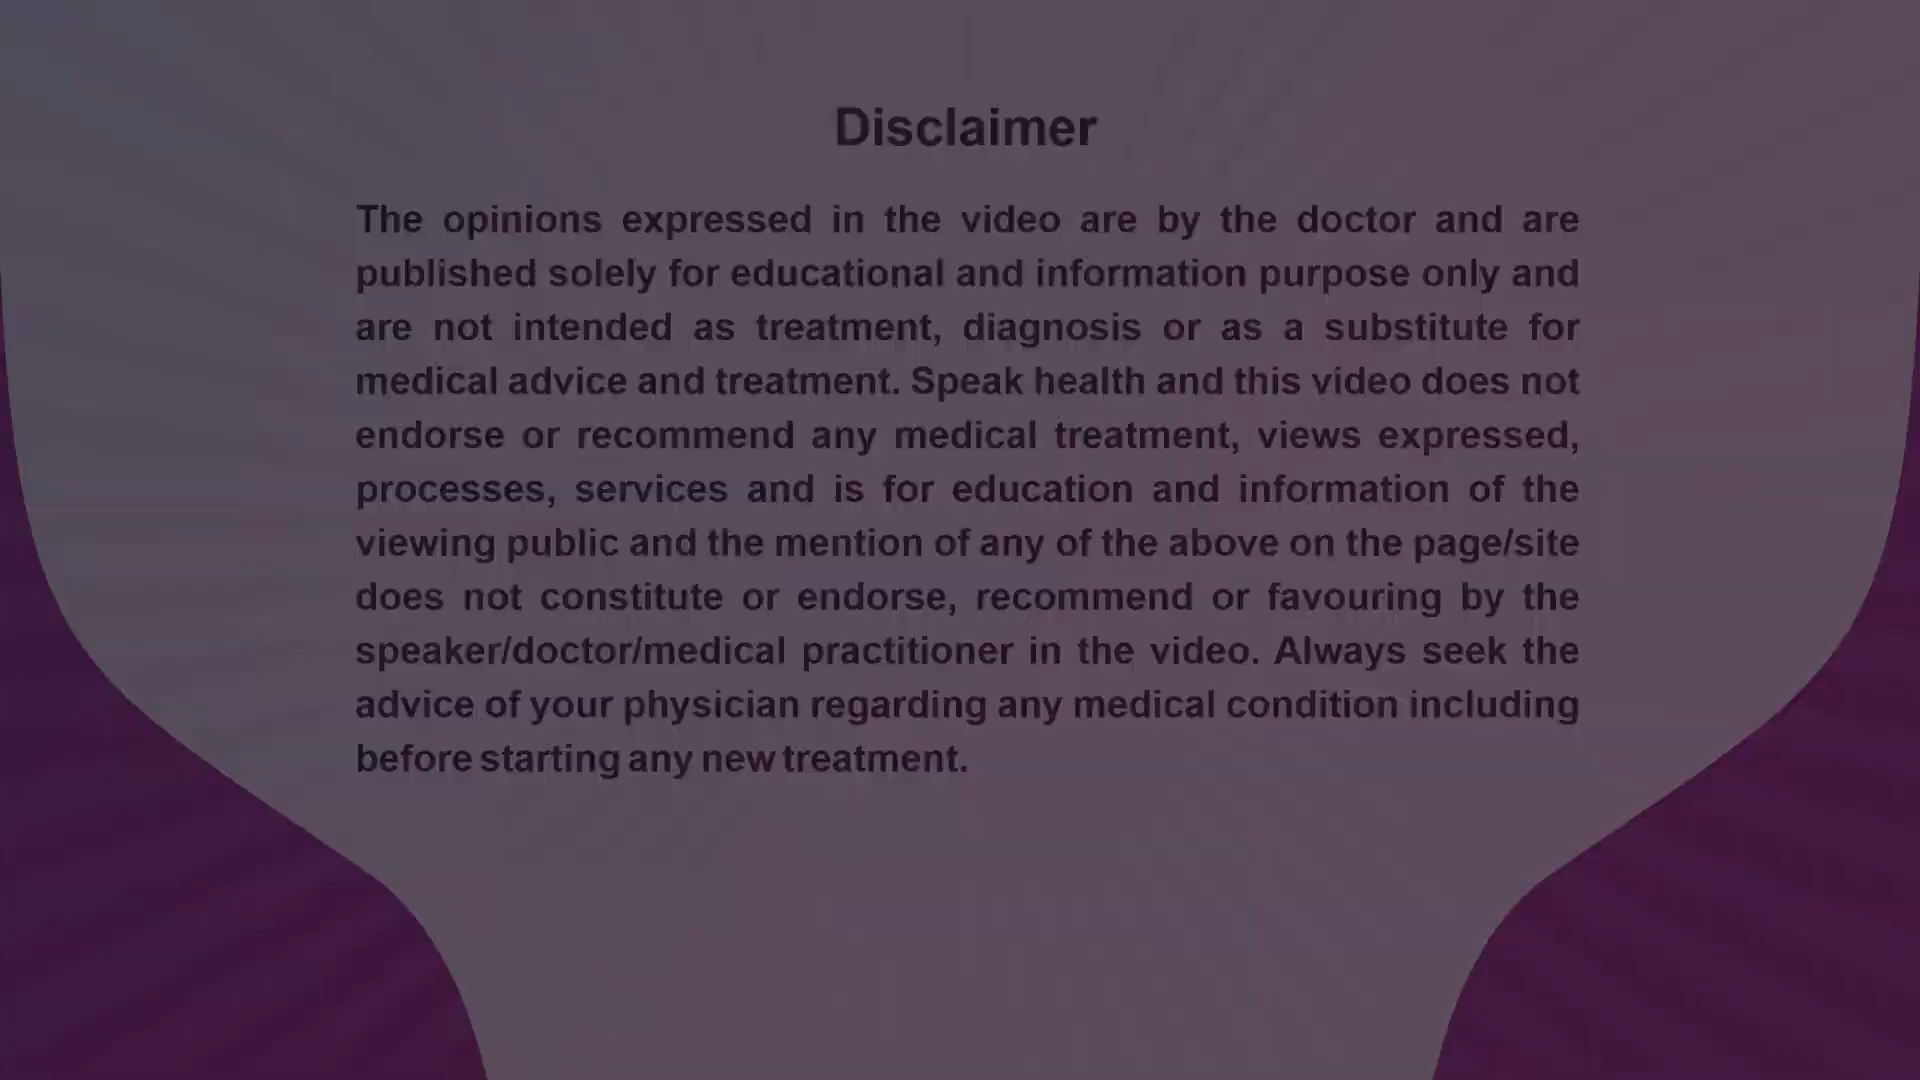 Disclaimer
The opinions expressed in the video are by the doctor and are
published solely for educational and information purpose only and
are not intended as treatment, diagnosis or as a substitute for
medical advice and treatment. Speak health and this video does not
endorse or recommend any medical treatment, views expressed,
processes, services and is for education and information of the
viewing public and the mention of any of the above on the page/site
does not constitute or endorse, recommend or favouring by the
speaker/doctor/medical practitioner in the video. Always seek the
advice of your physician regarding any medical condition including
before starting any new treatment.